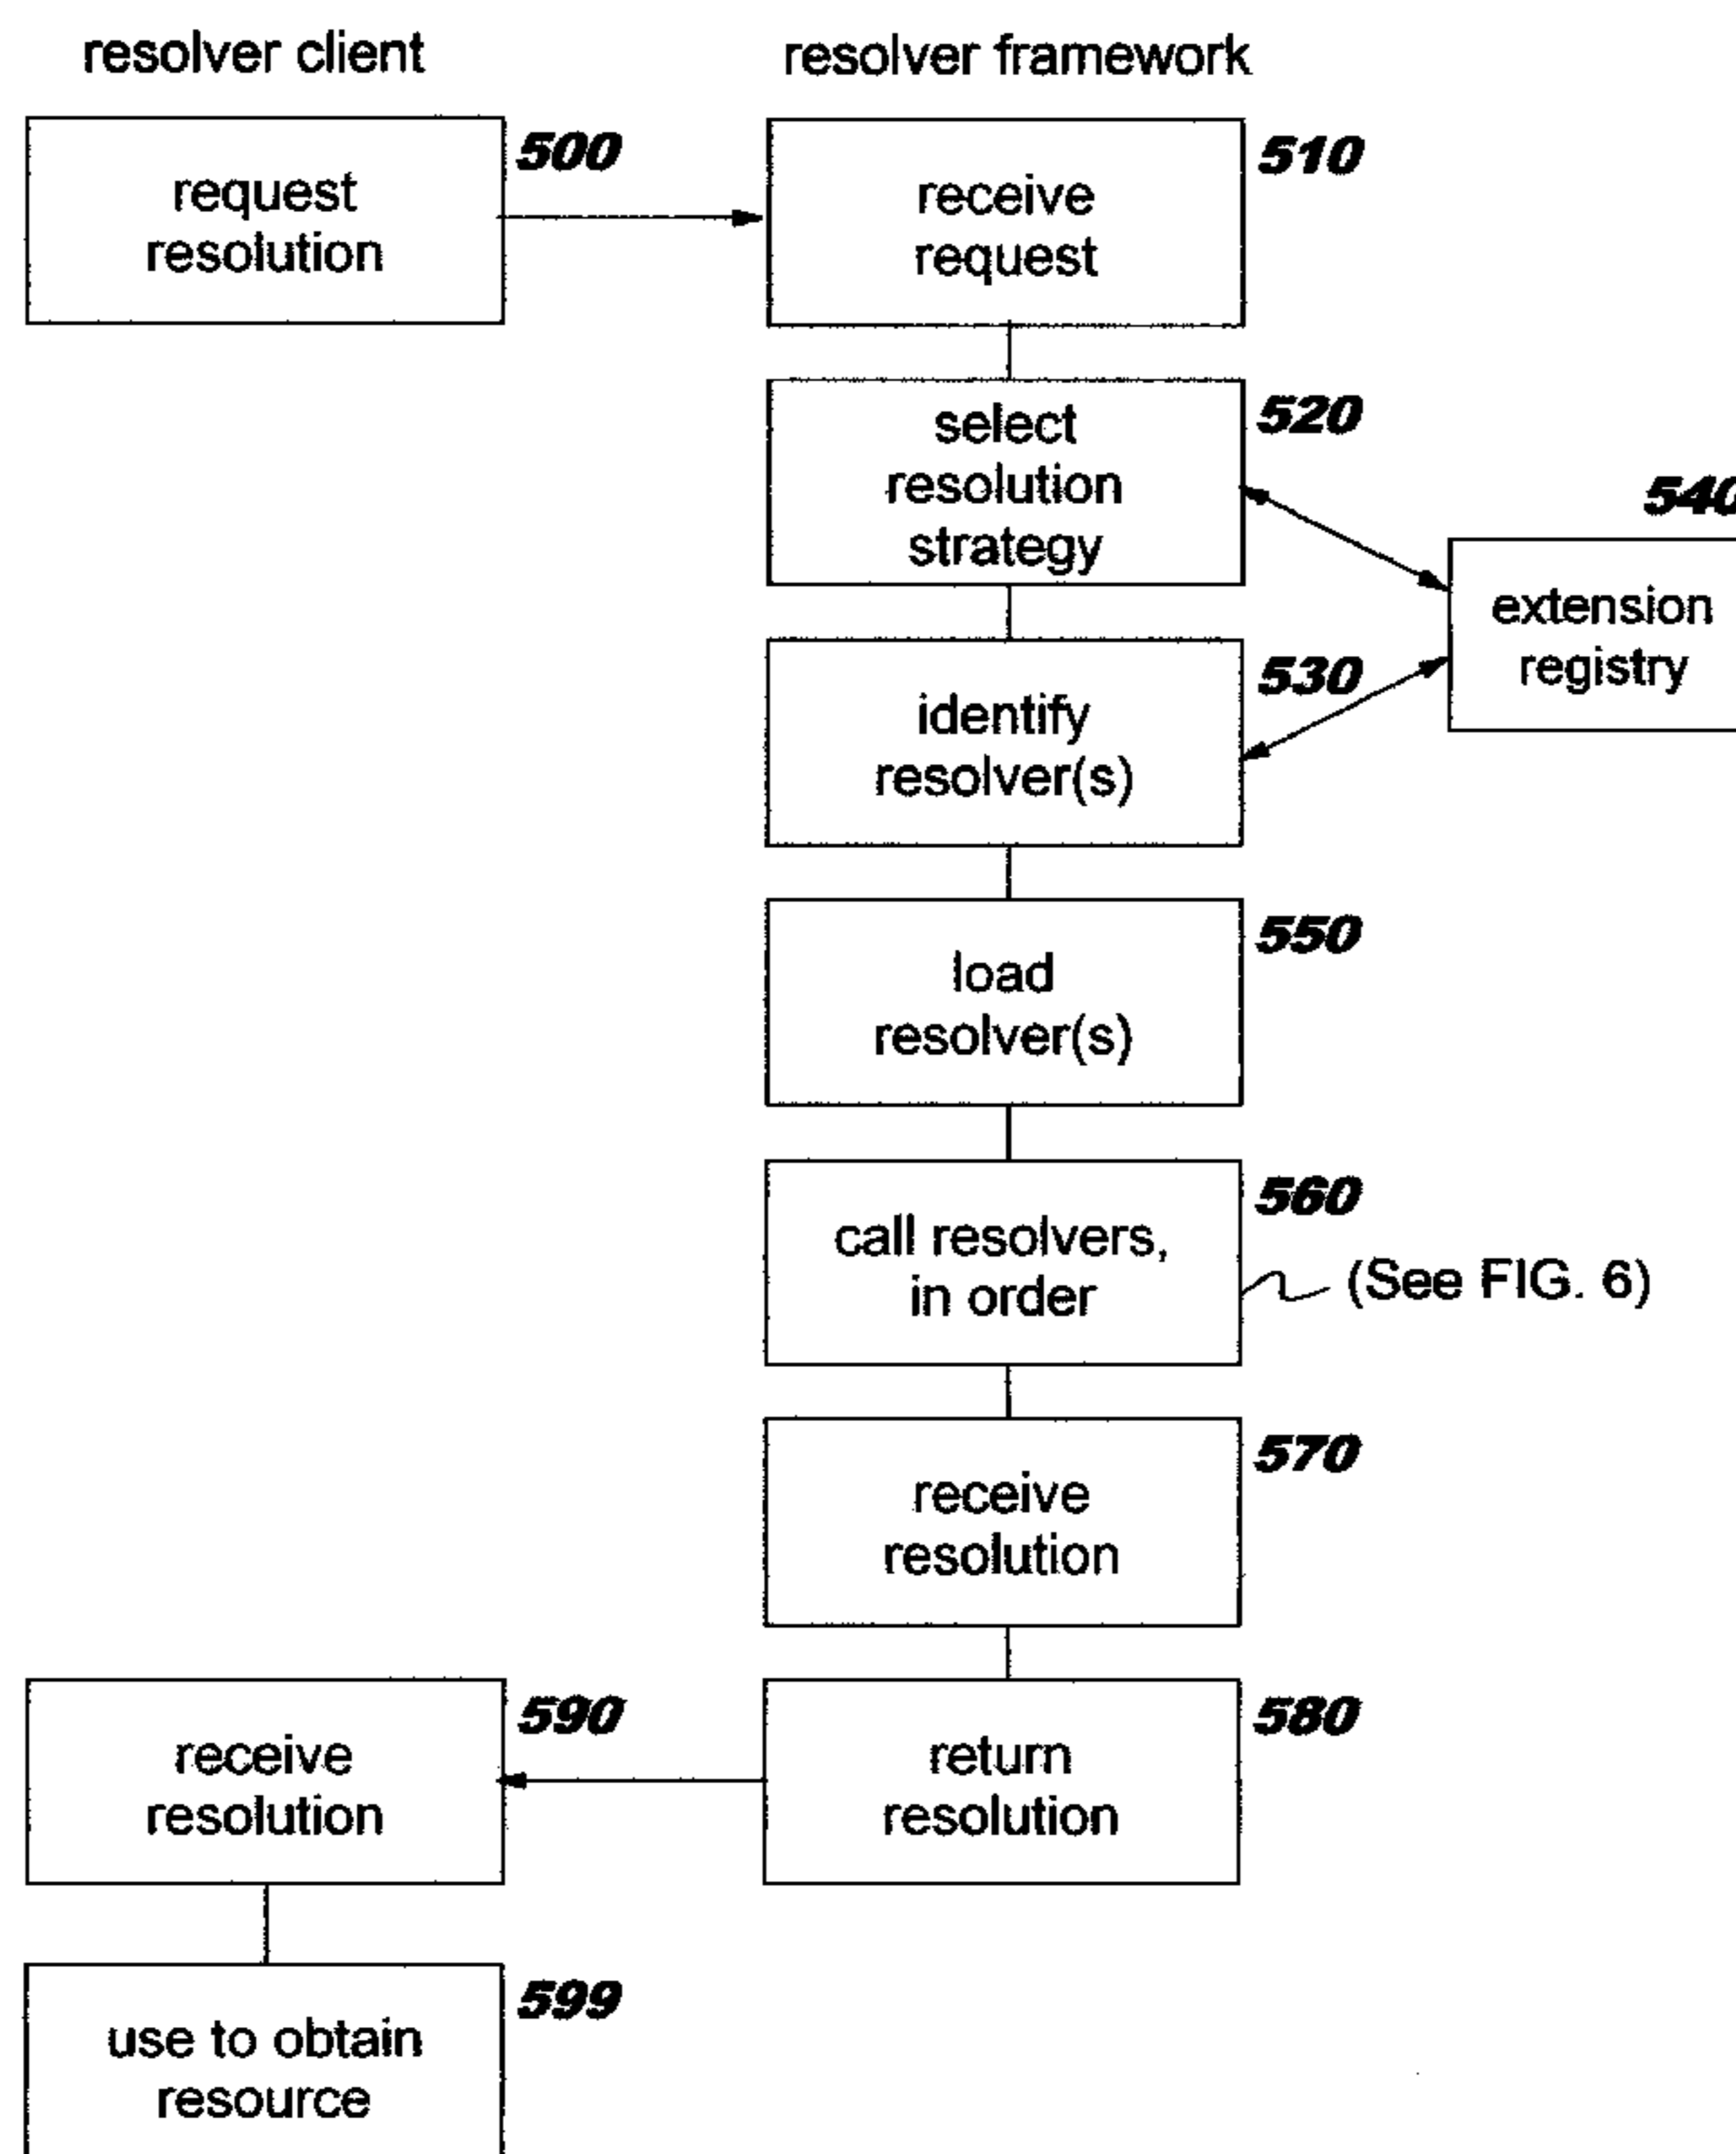 resolver client
resolver framework
500
request
resolution
510
receive
request
520
select
resolution
strategy
540
extension
registry
530
identify
resolver(s)
550
load
resolver(s)
560
call resolvers,
in order
(See FIG. 6)
570
receive
resolution
580
return
resolution
590
receive
resolution
599
use to obtain
resource